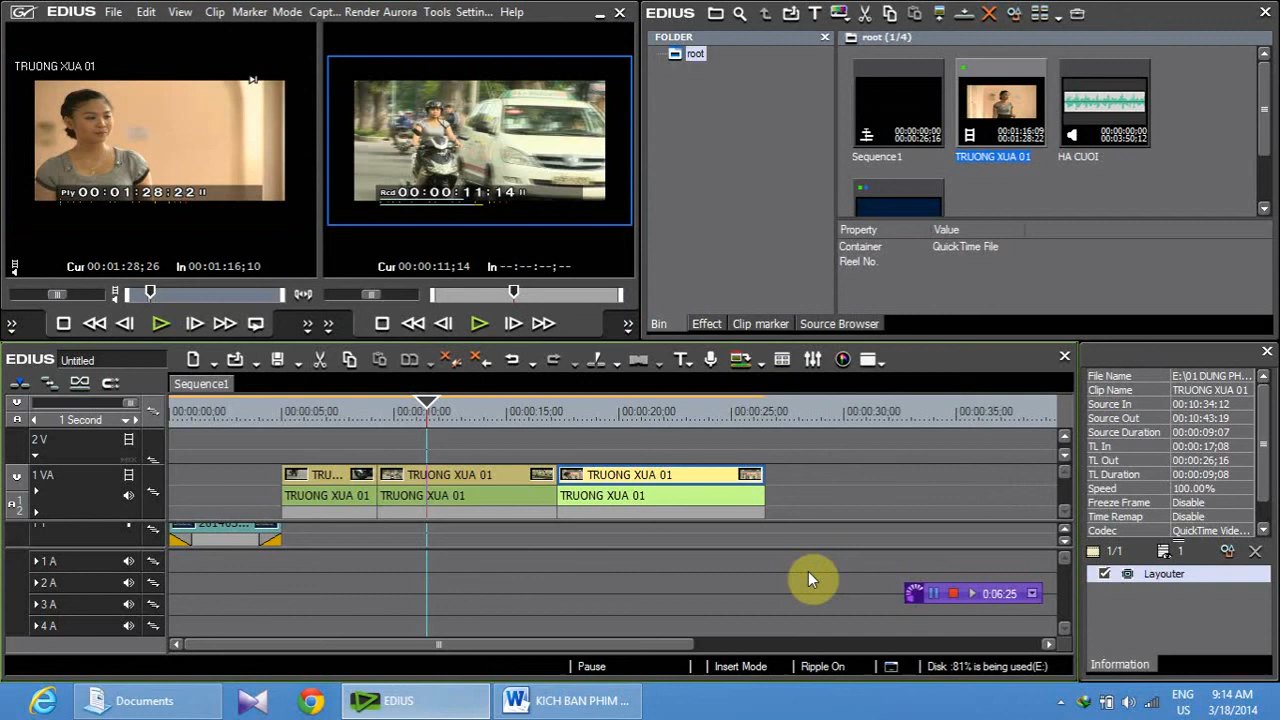 File Edit View Clip Marker Mode Capt... Render Aurora Tools Settin... Help
TRUONG XUA 01
Ply 00:01:28:22
Cur 00:01:28;26 In 00:01:16;10
Rcd 00:00:11:14
Cur 00:00:11;14 In --:--:--;--
EDIUS
FOLDER
root
root (1/4)
00:00:00;00
00:00:26;16
Sequence1
00:01:16;09
00:01:28;22
TRUONG XUA 01
00:00:00;00
00:03:50;12
HA CUOI
Property Value
Container QuickTime File
Reel No.
Bin Effect Clip marker Source Browser
EDIUS Untitled
Sequence1
1 Second
00:00:00;00 00:00:05;00 00:00:10;00 00:00:15;00 00:00:20;00 00:00:25;00 00:00:30;00 00:00:35;00
2 V
1 VA
TRU... TRUONG XUA 01 TRUONG XUA 01
TRUONG XUA 01 TRUONG XUA 01 TRUONG XUA 01
1 A
2 A
3 A
4 A
0:06:25
Pause Insert Mode Ripple On Disk :81% is being used(E:)
File Name E:\01 DUNG PH...
Clip Name TRUONG XUA 01
Source In 00:10:34;12
Source Out 00:10:43;19
Source Duration 00:00:09;07
TL In 00:00:17;08
TL Out 00:00:26;16
TL Duration 00:00:09;08
Speed 100.00%
Freeze Frame Disable
Time Remap Disable
Codec QuickTime Vide...
1/1 1
Layouter
Information
Documents
EDIUS
KICH BAN PHIM ...
ENG
US
9:14 AM
3/18/2014